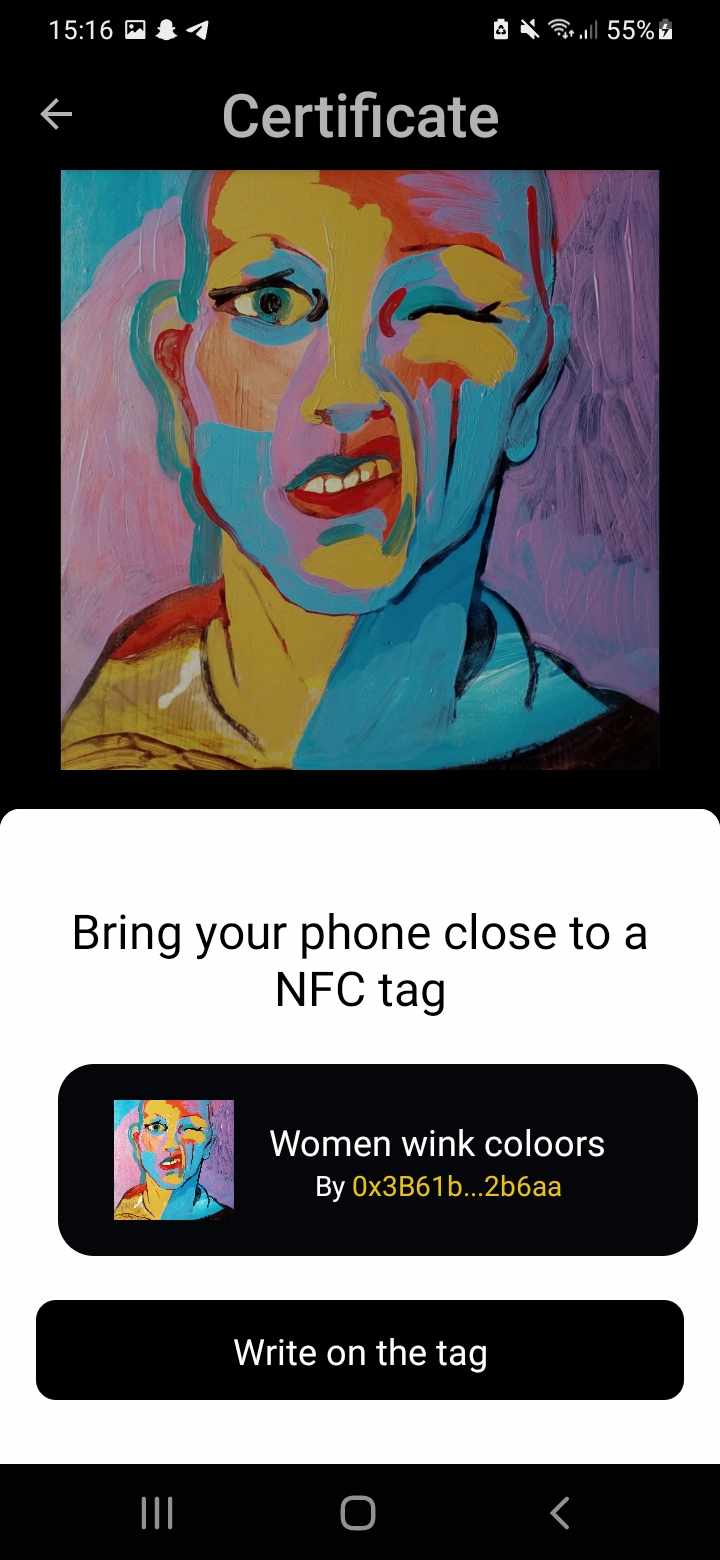 15:16 55%
Certificate
Bring your phone close to a
NFC tag
Women wink coloors
By 0x3B61b...2b6aa
Write on the tag